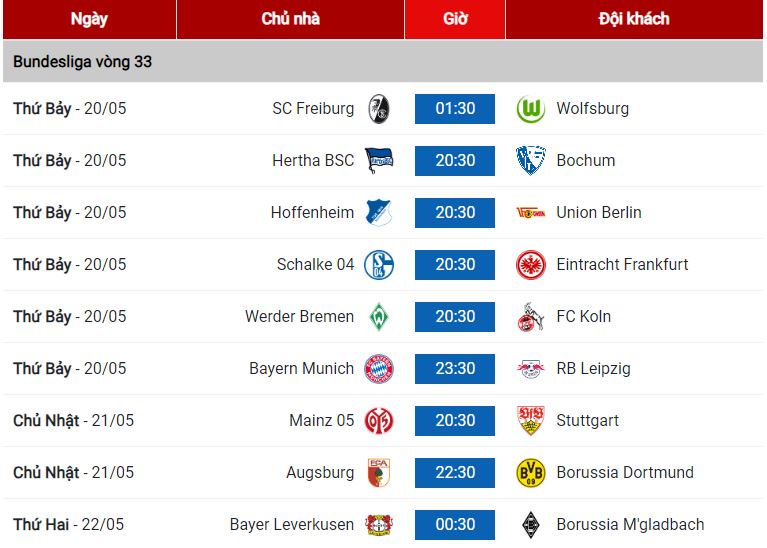 Ngày Chủ nhà Giờ Đội khách
Bundesliga vòng 33
Thứ Bảy - 20/05 SC Freiburg 01:30 Wolfsburg
Thứ Bảy - 20/05 Hertha BSC 20:30 Bochum
Thứ Bảy - 20/05 Hoffenheim 20:30 Union Berlin
Thứ Bảy - 20/05 Schalke 04 20:30 Eintracht Frankfurt
Thứ Bảy - 20/05 Werder Bremen 20:30 FC Koln
Thứ Bảy - 20/05 Bayern Munich 23:30 RB Leipzig
Chủ Nhật - 21/05 Mainz 05 20:30 Stuttgart
Chủ Nhật - 21/05 Augsburg 22:30 Borussia Dortmund
Thứ Hai - 22/05 Bayer Leverkusen 00:30 Borussia M'gladbach